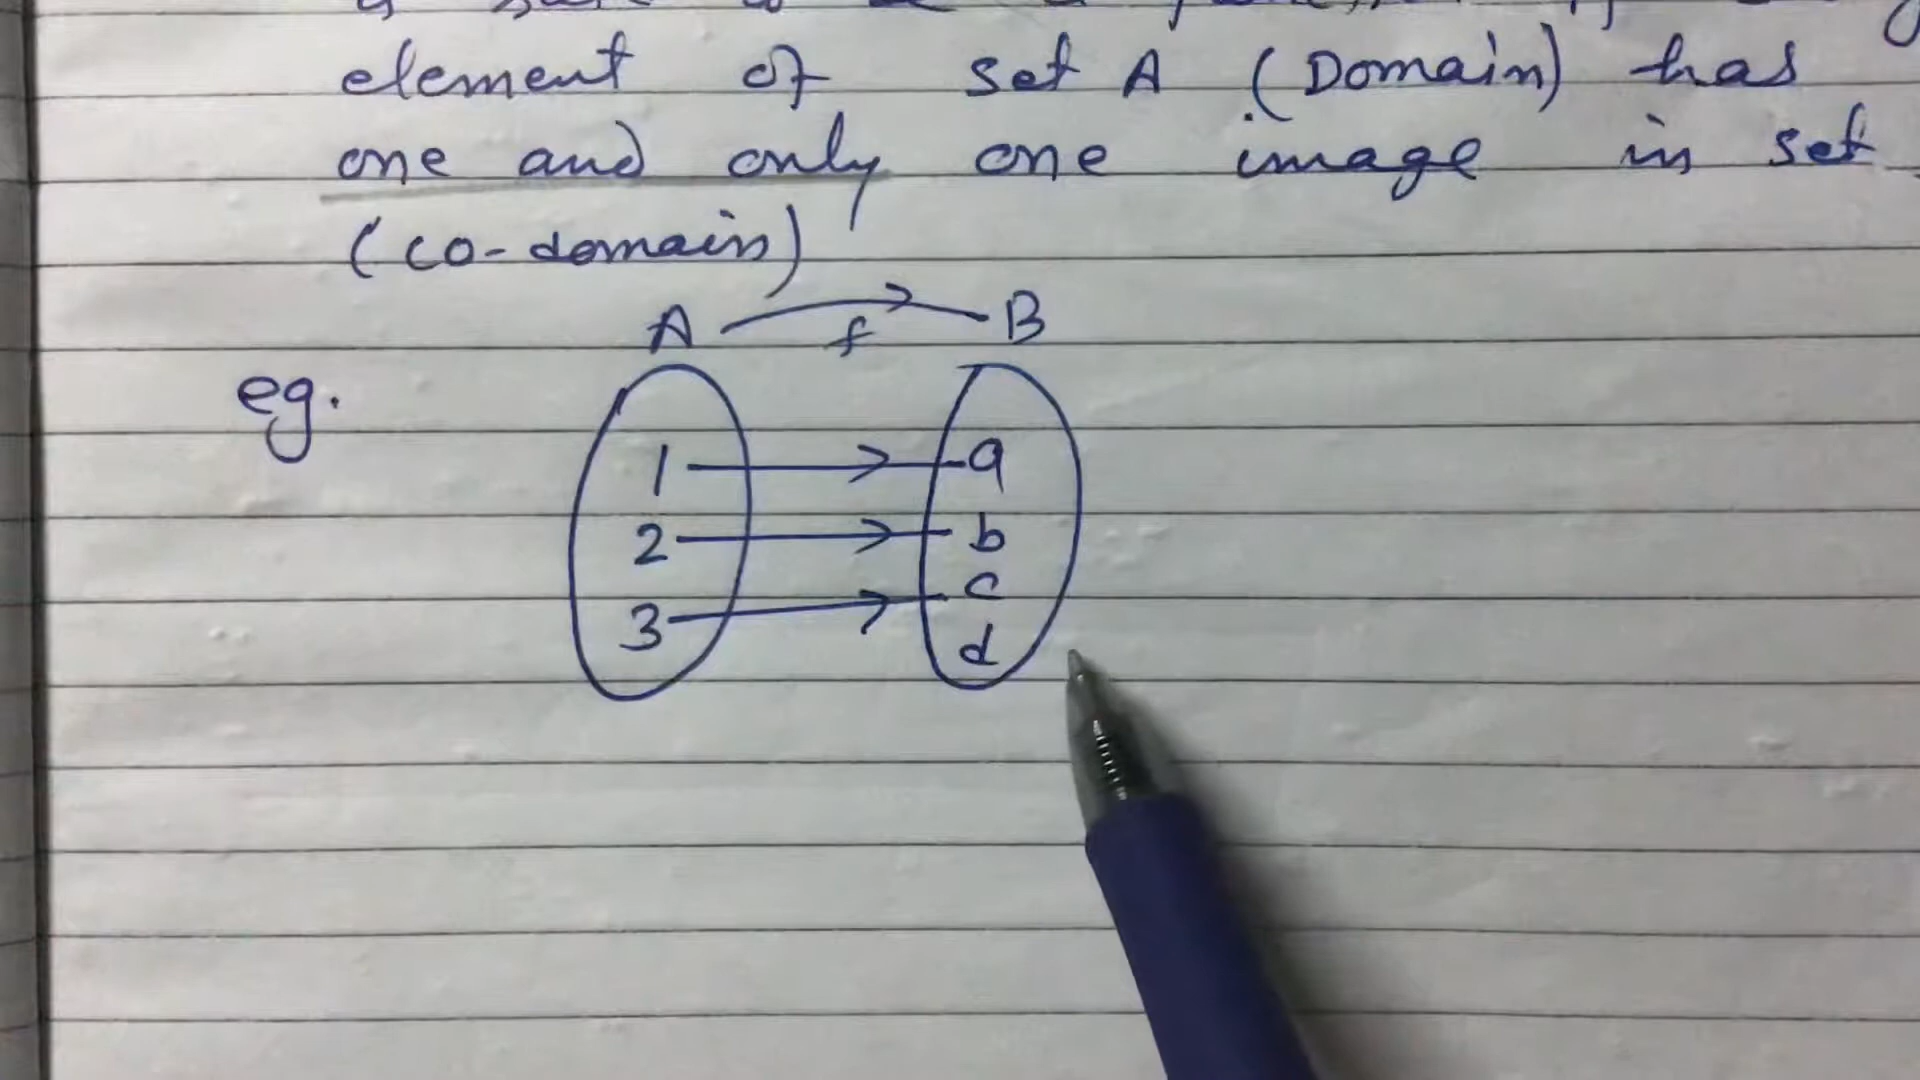 element of set A (Domain) has
one and only one image in set
(co-domain)
A f B
eg.
1 a
2 b
3 c
d